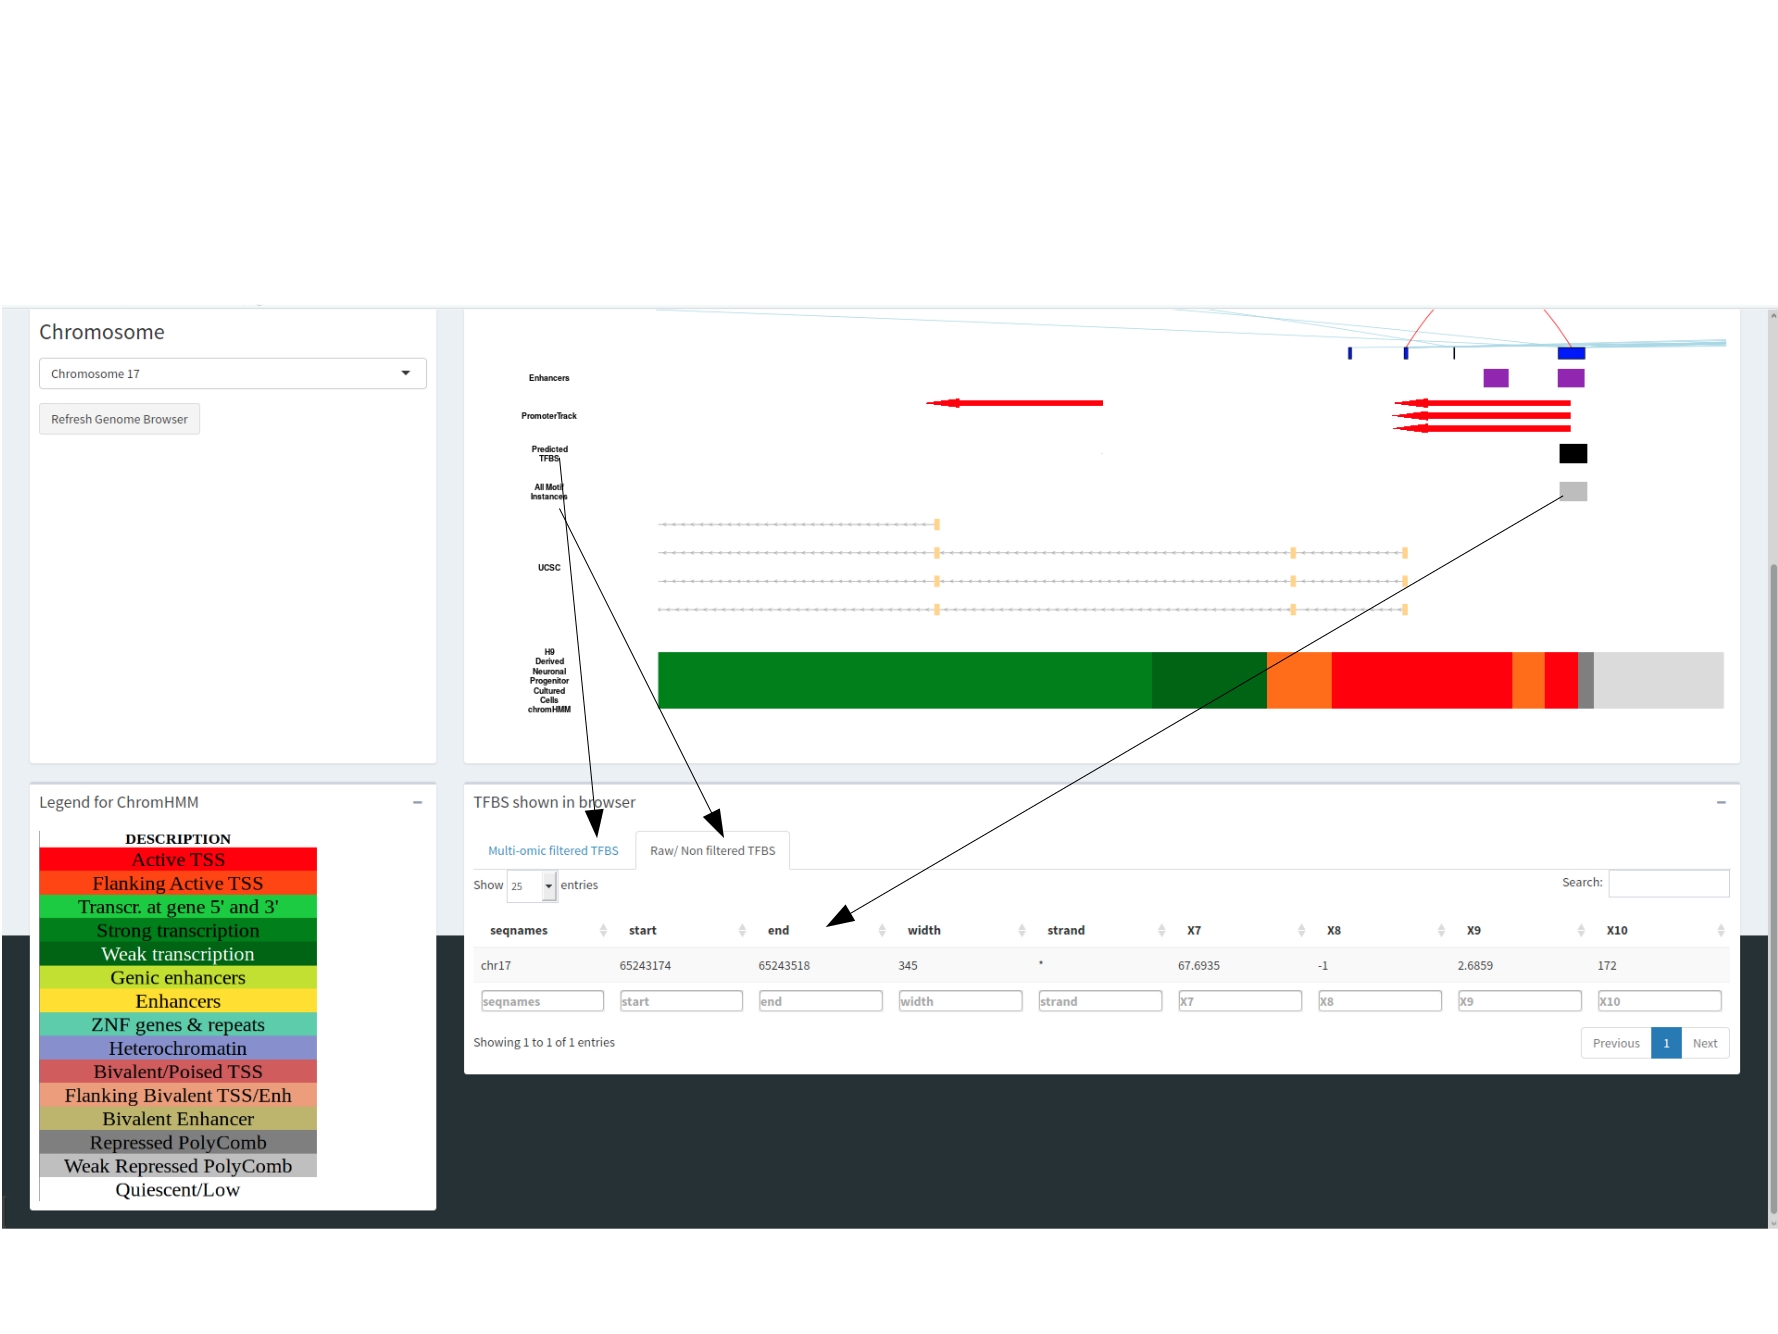 Chromosome
Chromosome 17
Refresh Genome Browser
Enhancers
PromoterTrack
Predicted
TFBS
All Motif
Instances
UCSC
H9
Derived
Neuronal
Progenitor
Cultured
Cells
chromHMM
Legend for ChromHMM
DESCRIPTION
Active TSS
Flanking Active TSS
Transcr. at gene 5' and 3'
Strong transcription
Weak transcription
Genic enhancers
Enhancers
ZNF genes & repeats
Heterochromatin
Bivalent/Poised TSS
Flanking Bivalent TSS/Enh
Bivalent Enhancer
Repressed PolyComb
Weak Repressed PolyComb
Quiescent/Low
TFBS shown in browser
Multi-omic filtered TFBS Raw/ Non filtered TFBS
Show 25 entries Search:
seqnames start end width strand X7 X8 X9 X10
chr17 65243174 65243518 345 * 67.6935 -1 2.6859 172
seqnames start end width strand X7 X8 X9 X10
Showing 1 to 1 of 1 entries
Previous 1 Next